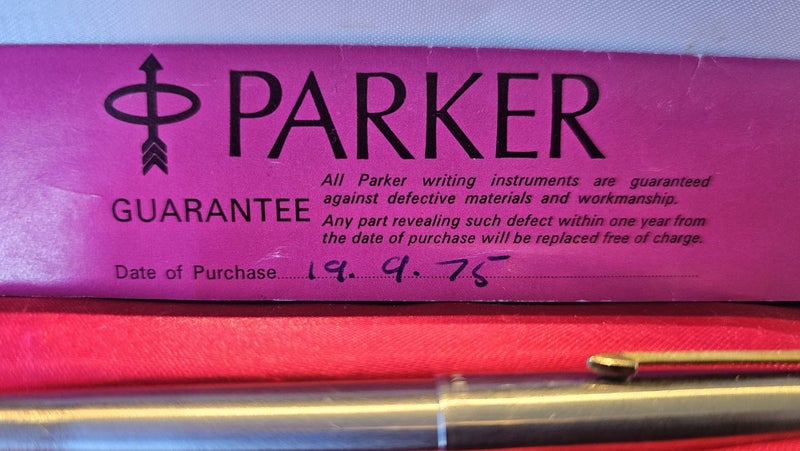 PARKER
GUARANTEE
All Parker writing instruments are guaranteed
against defective materials and workmanship.
Any part revealing such defect within one year from
the date of purchase will be replaced free of charge.
Date of Purchase 19. 9. 75